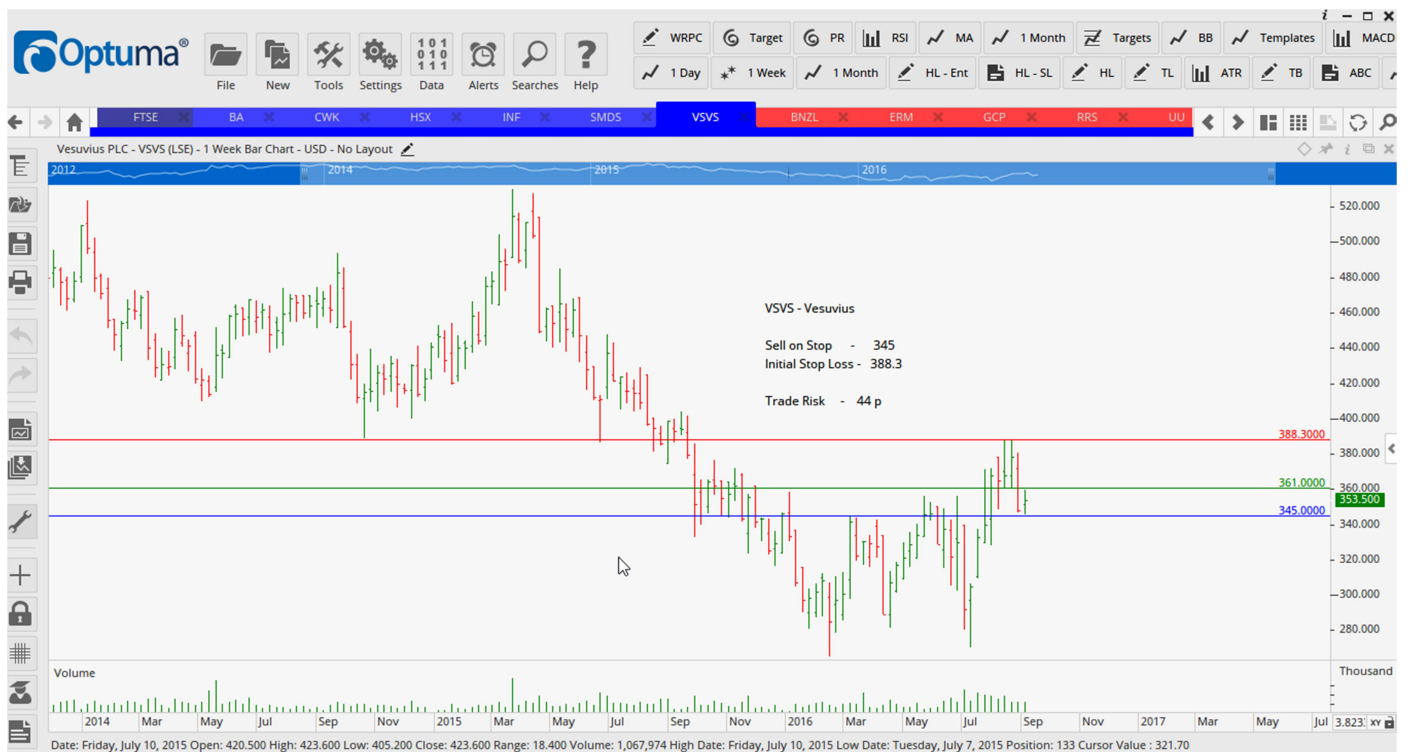 Optuma®
File
New
Tools
Settings
Data
Alerts
Searches
Help
WRPC
Target
PR
RSI
MA
1 Month
Targets
BB
Templates
MACD
1 Day
1 Week
1 Month
HL - Ent
HL - SL
HL
TL
ATR
TB
ABC
FTSE
BA
CWK
HSX
INF
SMDS
VSVS
BNZL
ERM
GCP
RRS
UU
Vesuvius PLC - VSVS (LSE) - 1 Week Bar Chart - USD - No Layout
2012
2014
2015
2016
520.000
500.000
480.000
460.000
440.000
420.000
400.000
380.000
360.000
353.500
340.000
320.000
300.000
280.000
VSVS - Vesuvius
Sell on Stop - 345
Initial Stop Loss - 388.3
Trade Risk - 44 p
388.3000
361.0000
345.0000
Volume
Thousand
2014 Mar May Jul Sep Nov 2015 Mar May Jul Sep Nov 2016 Mar May Jul Sep Nov 2017 Mar May Jul
XY
Date: Friday, July 10, 2015 Open: 420.500 High: 423.600 Low: 405.200 Close: 423.600 Range: 18.400 Volume: 1,067,974 High Date: Friday, July 10, 2015 Low Date: Tuesday, July 7, 2015 Position: 133 Cursor Value : 321.70